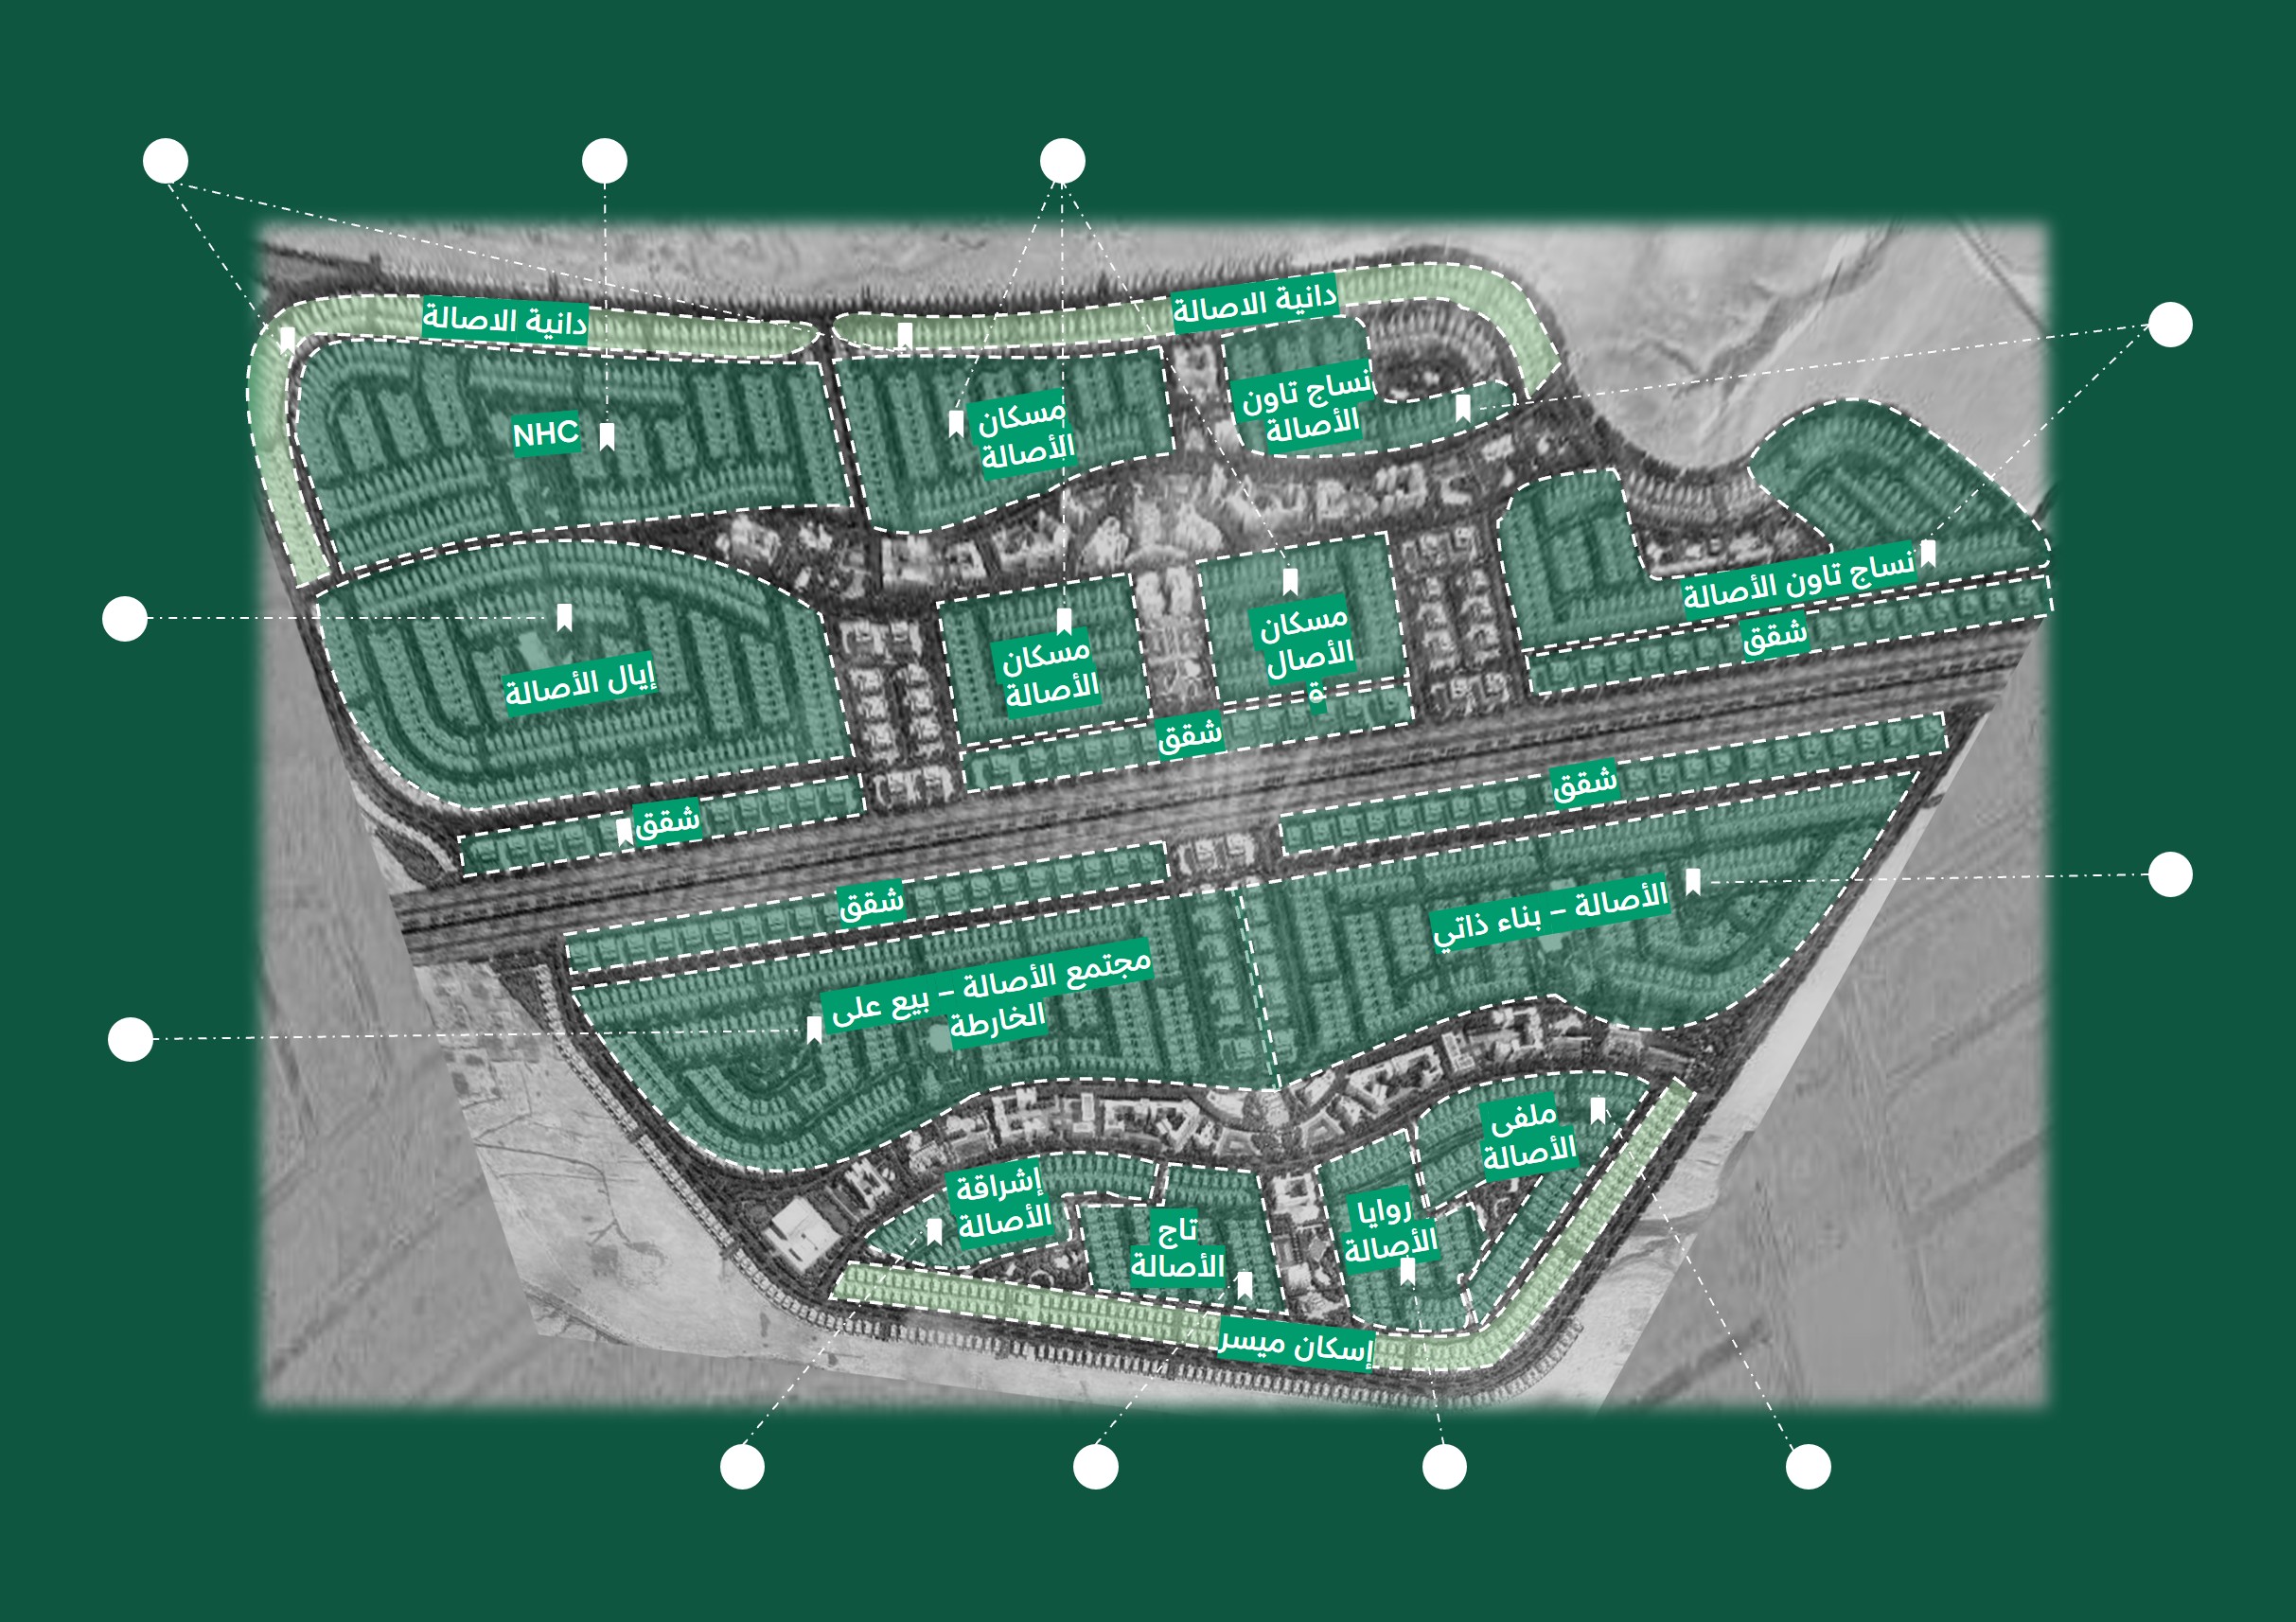 دانية الاصالة
دانية الاصالة
NHC
مسكان
الأصالة
نساج تاون
الأصالة
نساج تاون الأصالة
شقق
إيال الأصالة
مسكان
الأصالة
مسكان
الأصال
ة
شقق
شقق
شقق
شقق
الأصالة – بناء ذاتي
مجتمع الأصالة – بيع على
الخارطة
ملفى
الأصالة
إشراقة
الأصالة
تاج
الأصالة
روايا
الأصالة
إسكان ميسر